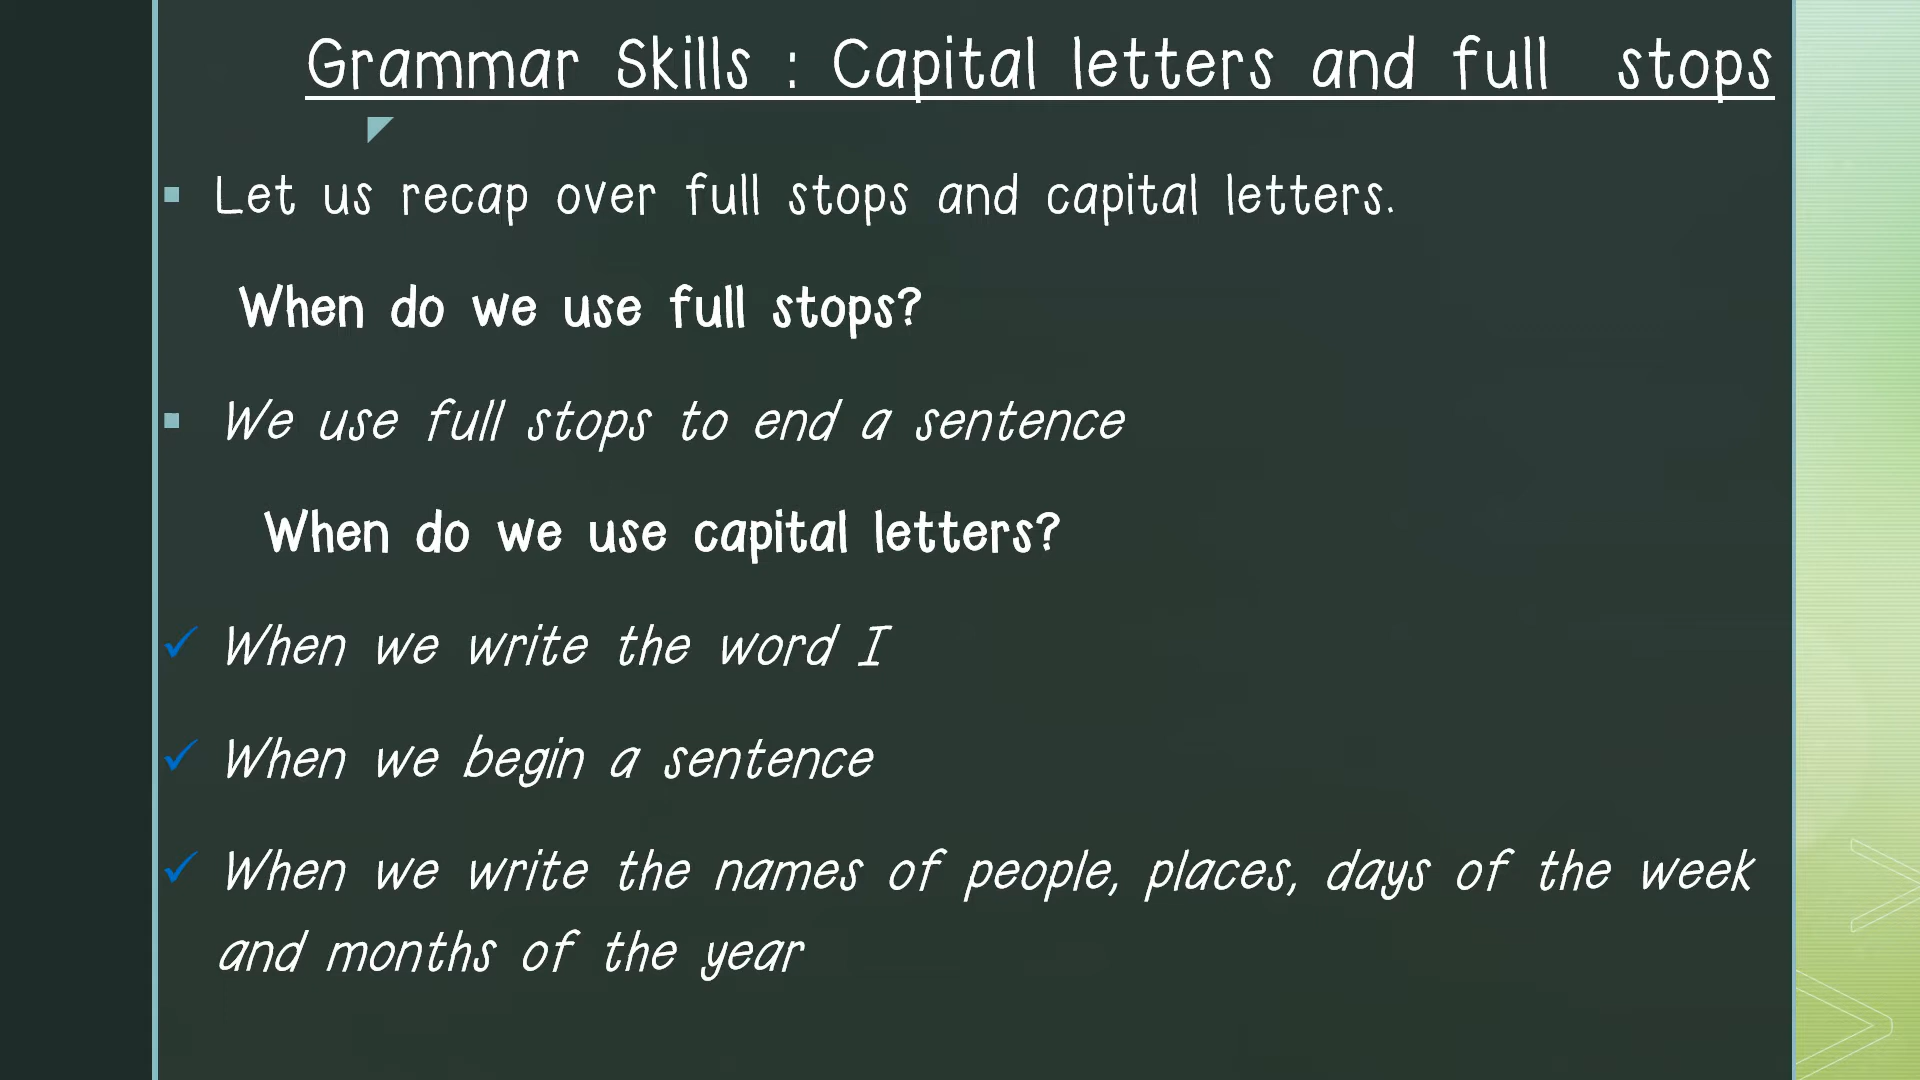 Grammar Skills : Capital letters and full stops
Let us recap over full stops and capital letters.
When do we use full stops?
We use full stops to end a sentence
When do we use capital letters?
When we write the word I
When we begin a sentence
When we write the names of people, places, days of the week
and months of the year